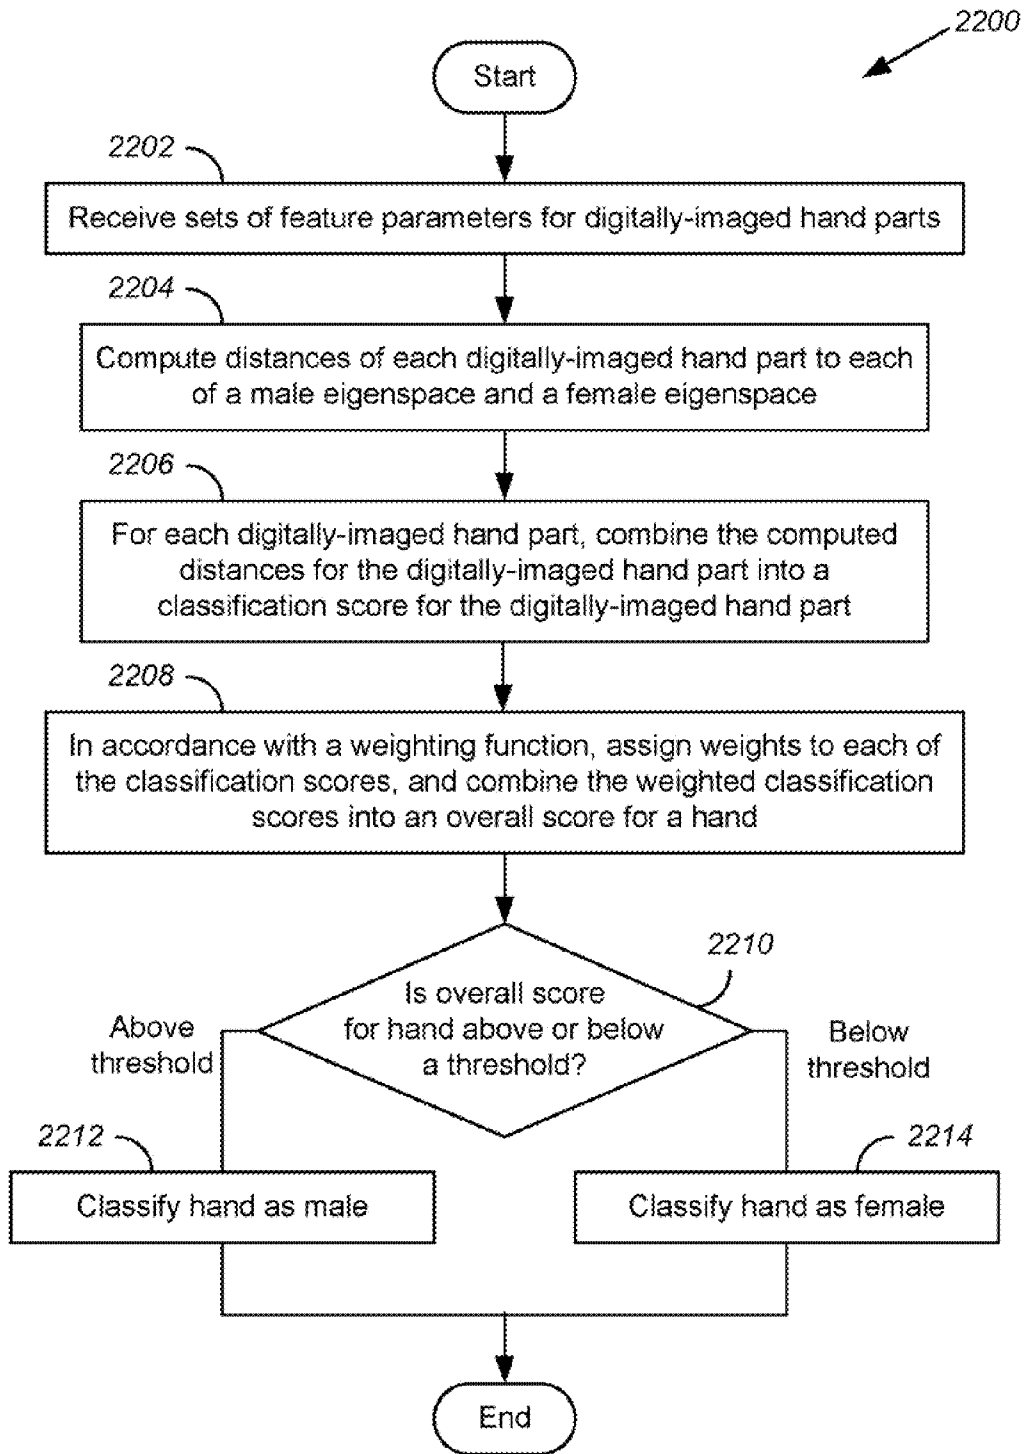 2200
Start
2202
Receive sets of feature parameters for digitally-imaged hand parts
2204
Compute distances of each digitally-imaged hand part to each
of a male eigenspace and a female eigenspace
2206
For each digitally-imaged hand part, combine the computed
distances for the digitally-imaged hand part into a
classification score for the digitally-imaged hand part
2208
In accordance with a weighting function, assign weights to each of
the classification scores, and combine the weighted classification
scores into an overall score for a hand
2210
Is overall score
for hand above or below
a threshold?
Above
threshold
Below
threshold
2212
Classify hand as male
2214
Classify hand as female
End